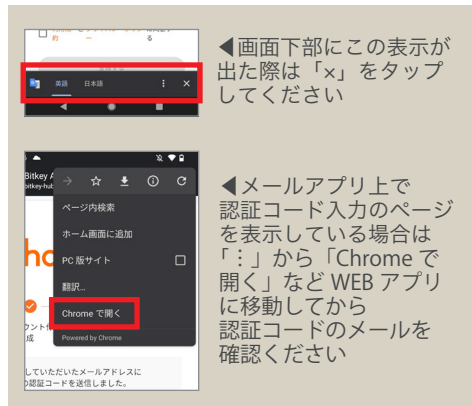 約
ー
る
英語 日本語
◀画面下部にこの表示が
出た際は「×」をタップ
してください
Bitkey A
bitkey-hub
ページ内検索
ホーム画面に追加
PC 版サイト
翻訳...
Chrome で開く
Powered by Chrome
ho
ウント作
成
していただいたメールアドレスに
の認証コードを送信しました。
◀メールアプリ上で
認証コード入力のページ
を表示している場合は
「⋮」から「Chrome で
開く」など WEB アプリ
に移動してから
認証コードのメールを
確認ください